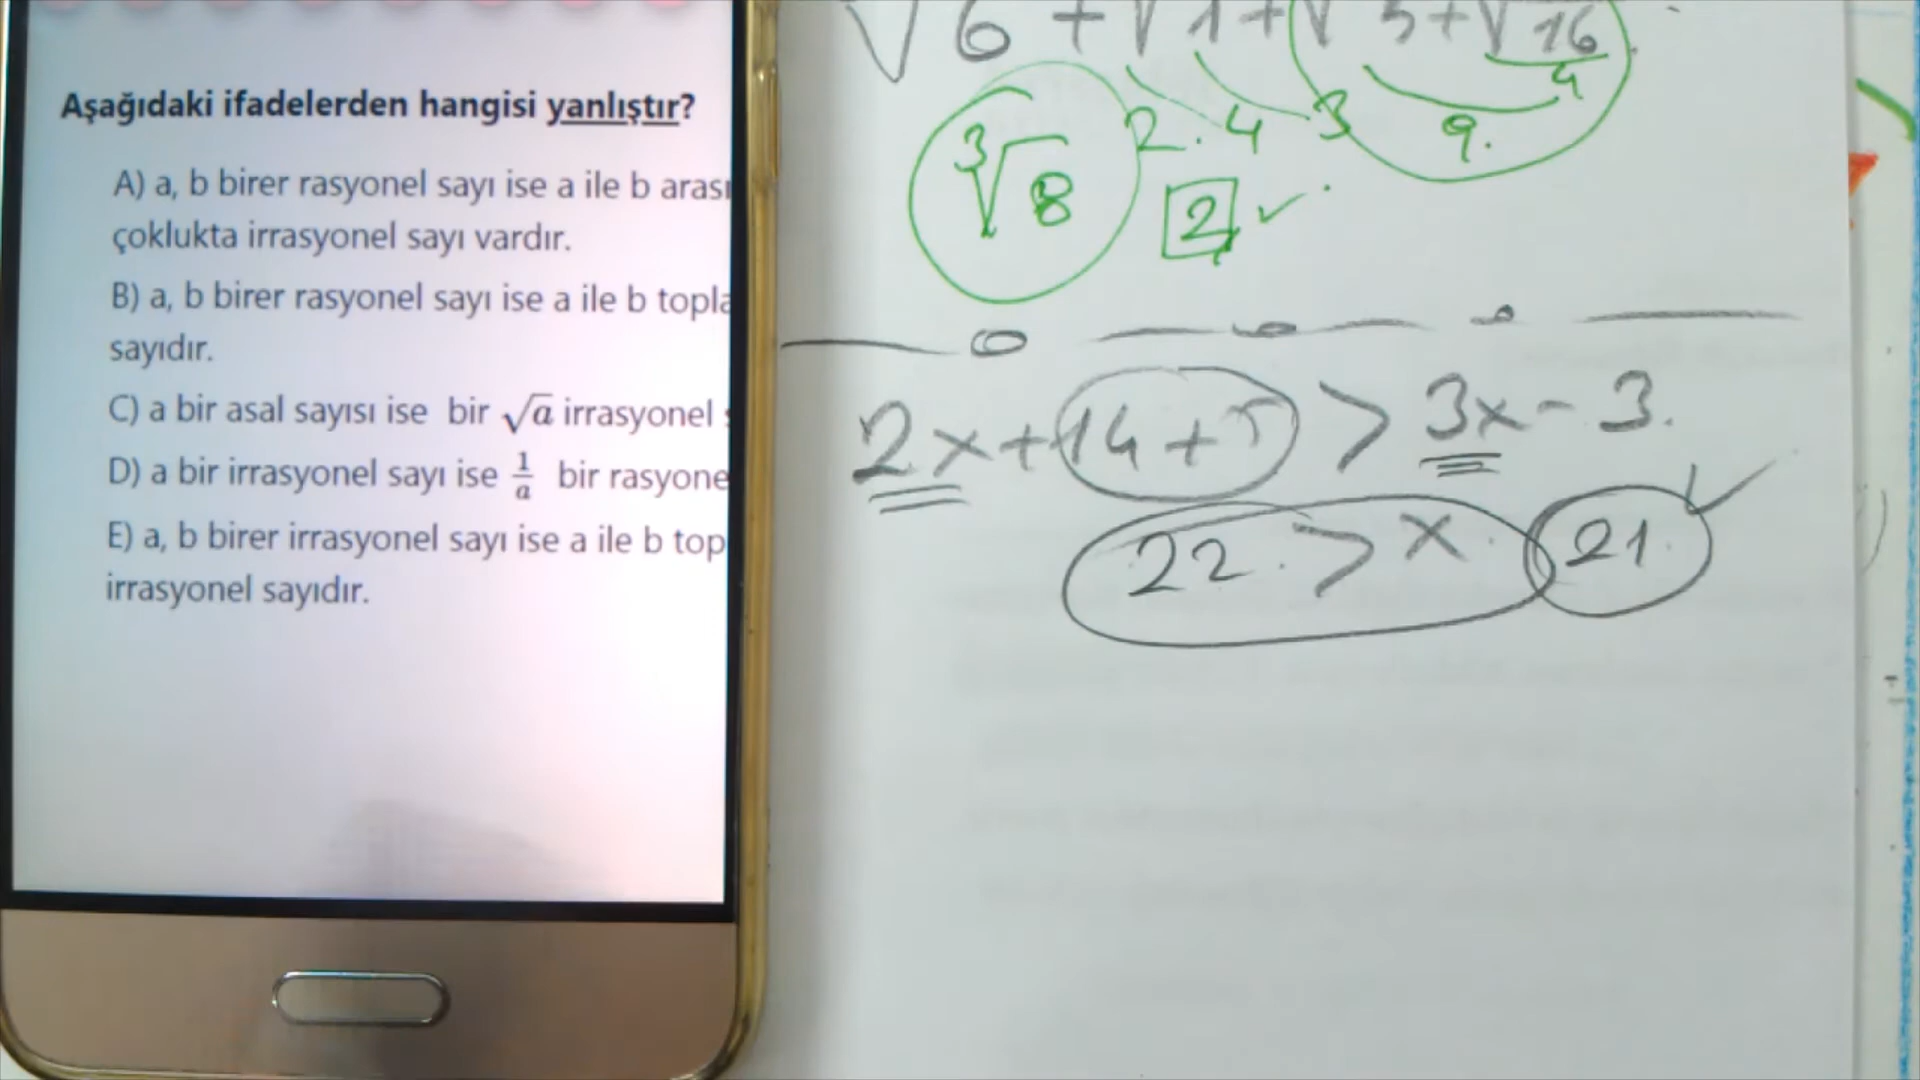 Aşağıdaki ifadelerden hangisi yanlıştır?
A) a, b birer rasyonel sayı ise a ile b arası
çoklukta irrasyonel sayı vardır.
B) a, b birer rasyonel sayı ise a ile b topla
sayıdır.
C) a bir asal sayısı ise bir √a irrasyonel
D) a bir irrasyonel sayı ise 1/a bir rasyone
E) a, b birer irrasyonel sayı ise a ile b top
irrasyonel sayıdır.
√6 + √1 + √5 + √16
4
2. 4 3 9.
³√8
2 ✓
2x + 14 + 5 > 3x - 3.
22. > x. 21.